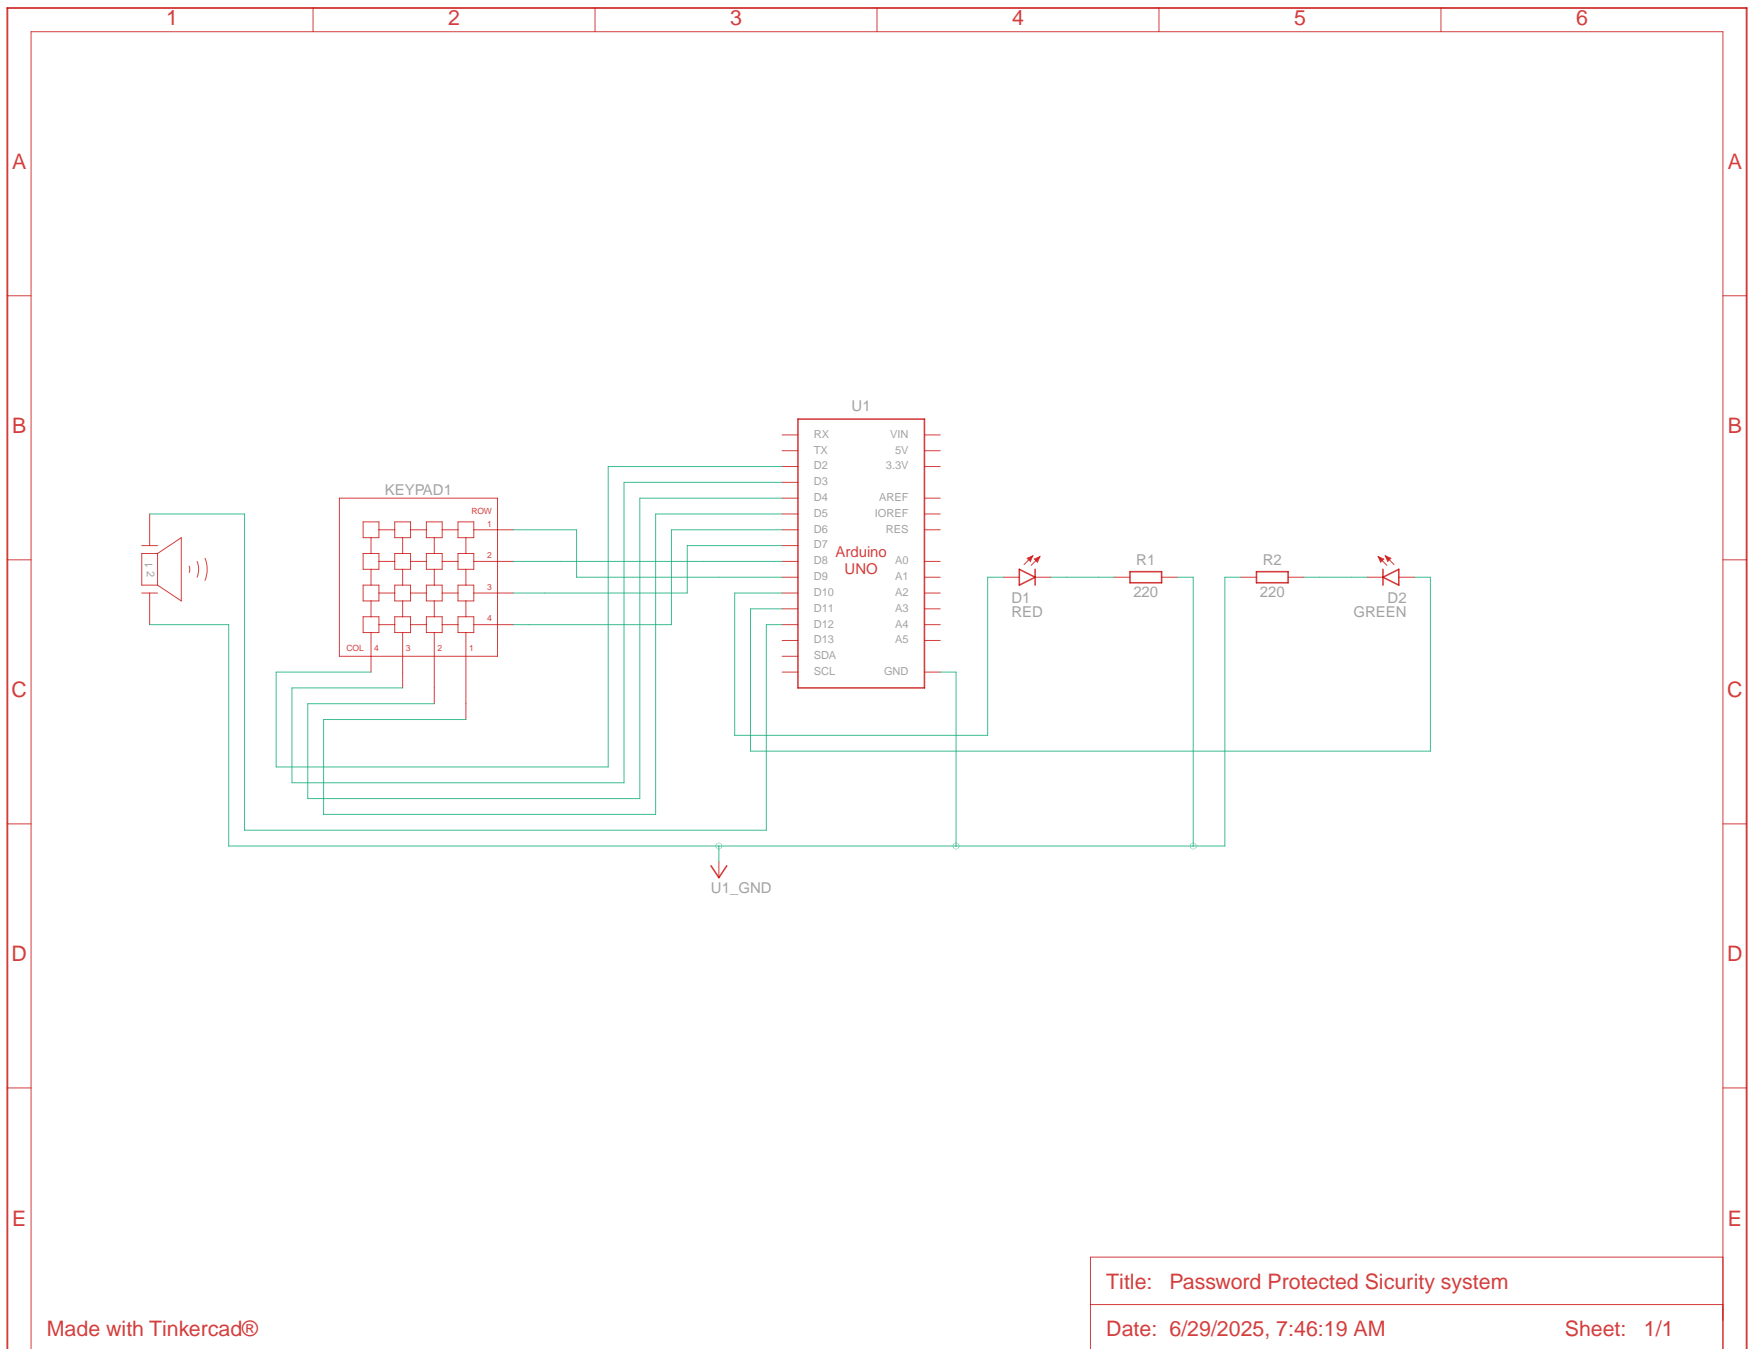 1 2 3 4 5 6
A A
B B
C C
D D
E E
U1
RX VIN
TX 5V
D2 3.3V
D3
D4 AREF
D5 IOREF
D6 RES
D7
Arduino
D8 A0
UNO
D9 A1
D10 A2
D11 A3
D12 A4
D13 A5
SDA
SCL GND
KEYPAD1
ROW
1
2
3
4
COL 4 3 2 1
1 2
D1
RED
R1
220
R2
220
D2
GREEN
U1_GND
Title: Password Protected Sicurity system
Date: 6/29/2025, 7:46:19 AM Sheet: 1/1
Made with Tinkercad®